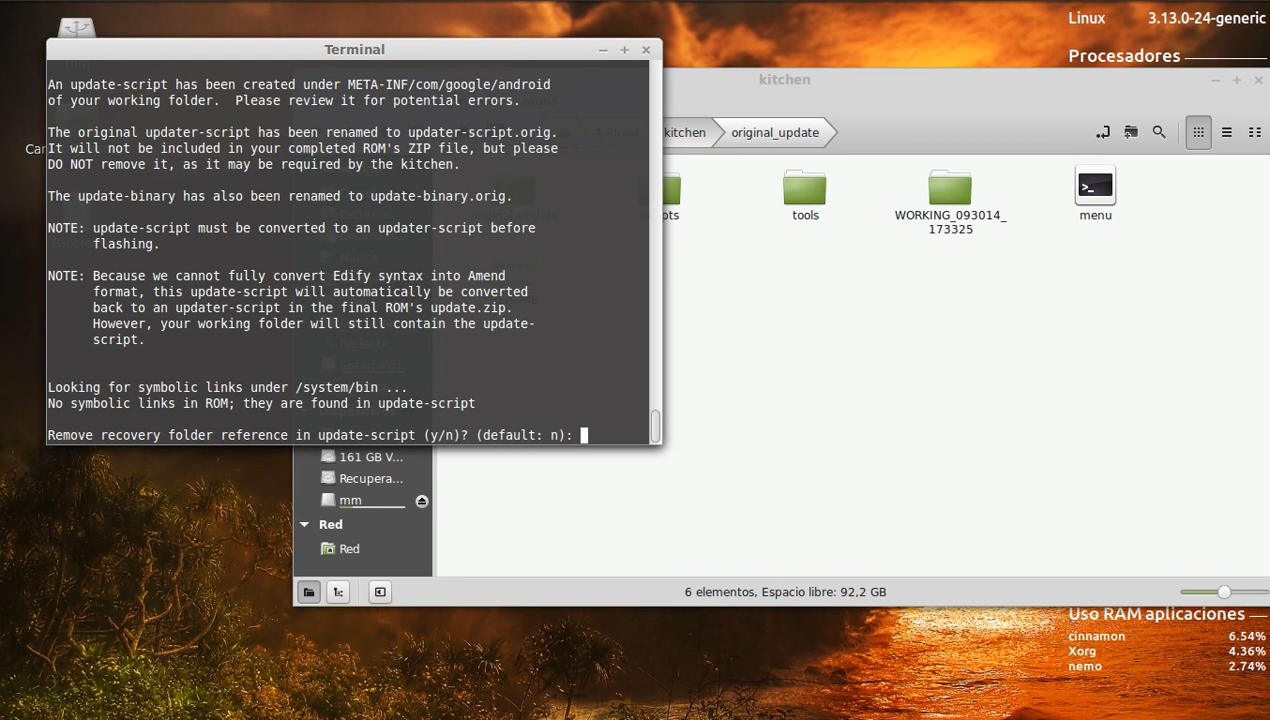 Linux 3.13.0-24-generic
Procesadores
Terminal
An update-script has been created under META-INF/com/google/android
of your working folder.  Please review it for potential errors.
The original updater-script has been renamed to updater-script.orig.
It will not be included in your completed ROM's ZIP file, but please
DO NOT remove it, as it may be required by the kitchen.
The update-binary has also been renamed to update-binary.orig.
NOTE: update-script must be converted to an updater-script before
flashing.
NOTE: Because we cannot fully convert Edify syntax into Amend
format, this update-script will automatically be converted
back to an updater-script in the final ROM's update.zip.
However, your working folder will still contain the update-
script.
Looking for symbolic links under /system/bin ...
No symbolic links in ROM; they are found in update-script
Remove recovery folder reference in update-script (y/n)? (default: n):
kitchen
kitchen
original_update
tools
WORKING_093014_
173325
menu
161 GB V...
Recupera...
mm
Red
Red
6 elementos, Espacio libre: 92,2 GB
Uso RAM aplicaciones
cinnamon 6.54%
Xorg 4.36%
nemo 2.74%